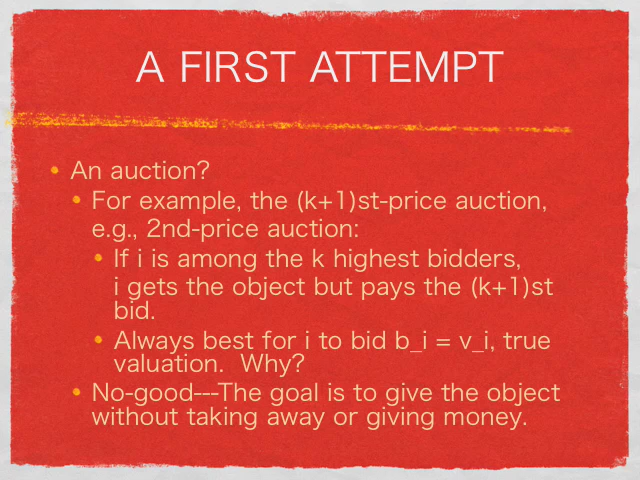 A FIRST ATTEMPT
• An auction?
• For example, the (k+1)st-price auction,
e.g., 2nd-price auction:
• If i is among the k highest bidders,
i gets the object but pays the (k+1)st
bid.
• Always best for i to bid b_i = v_i, true
valuation.  Why?
• No-good---The goal is to give the object
without taking away or giving money.